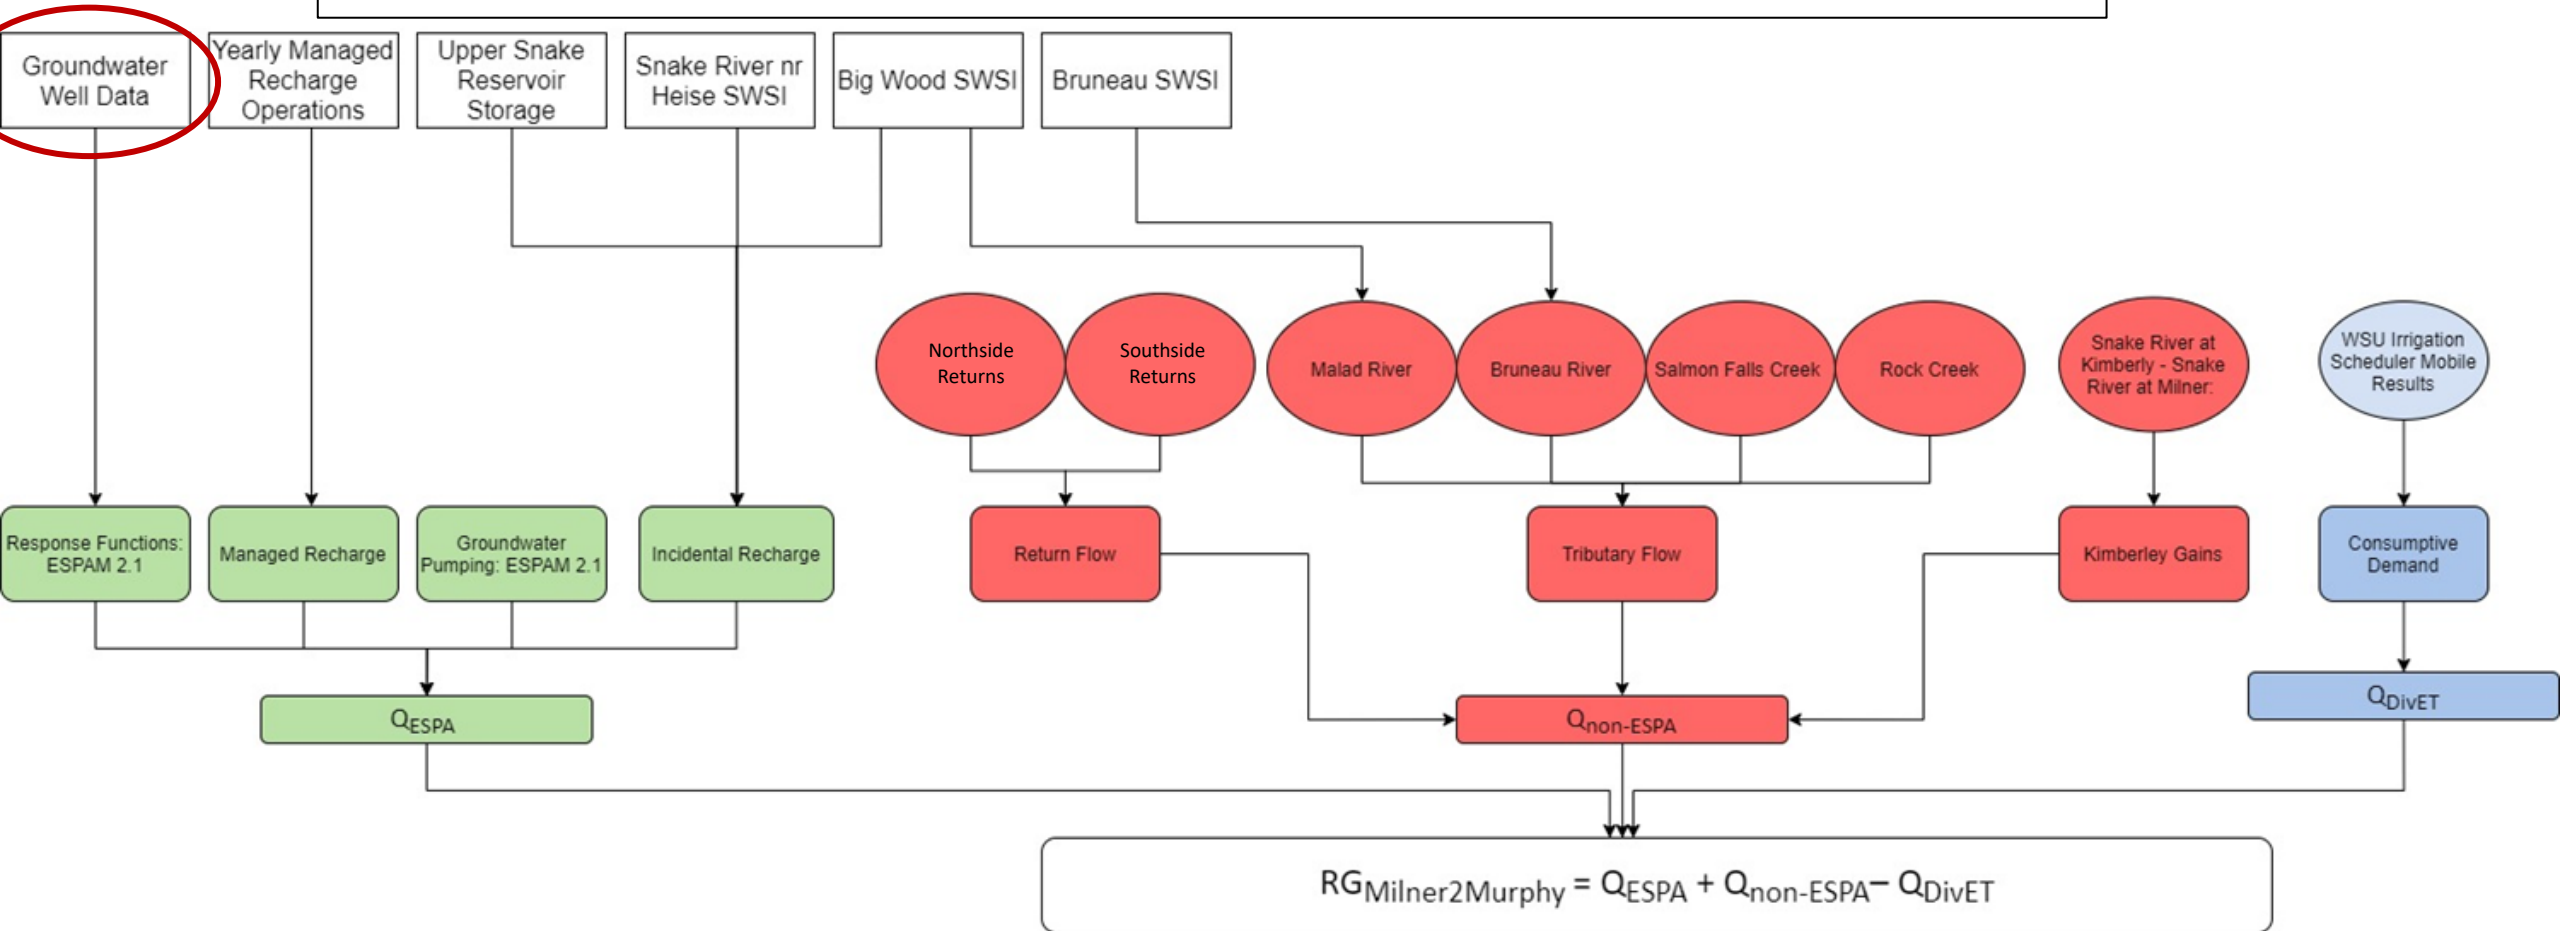 Groundwater
Well Data
Yearly Managed
Recharge
Operations
Upper Snake
Reservoir
Storage
Snake River nr
Heise SWSI
Big Wood SWSI
Bruneau SWSI
Northside
Returns
Southside
Returns
Malad River
Bruneau River
Salmon Falls Creek
Rock Creek
Snake River at
Kimberly - Snake
River at Milner:
WSU Irrigation
Scheduler Mobile
Results
Response Functions:
ESPAM 2.1
Managed Recharge
Groundwater
Pumping: ESPAM 2.1
Incidental Recharge
Return Flow
Tributary Flow
Kimberley Gains
Consumptive
Demand
QESPA
Qnon-ESPA
QDivET
RGMilner2Murphy = QESPA + Qnon-ESPA– QDivET